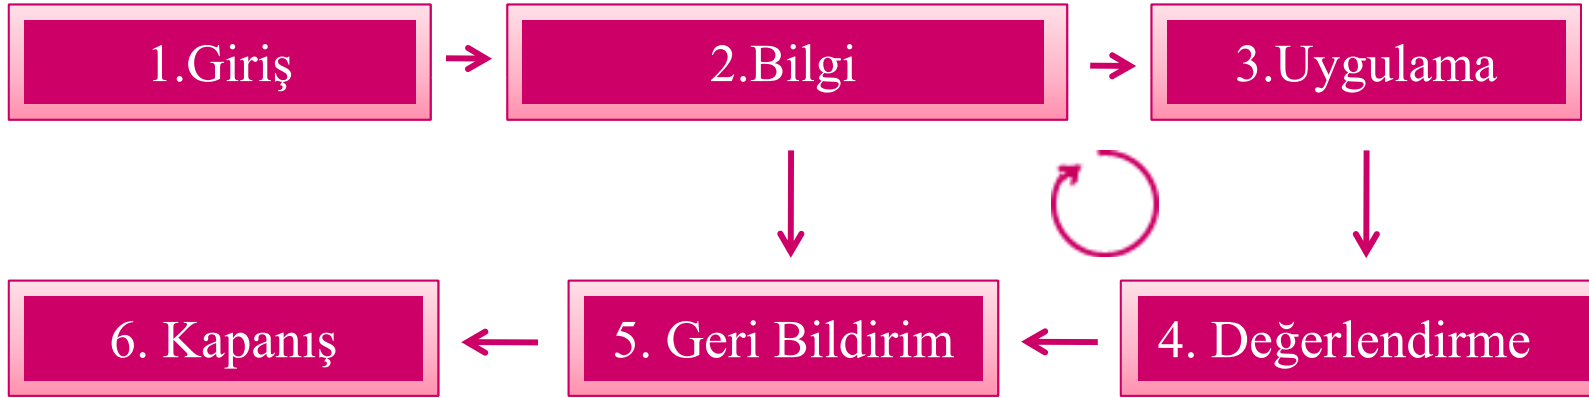 1.Giriş
2.Bilgi
3.Uygulama
6. Kapanış
5. Geri Bildirim
4. Değerlendirme